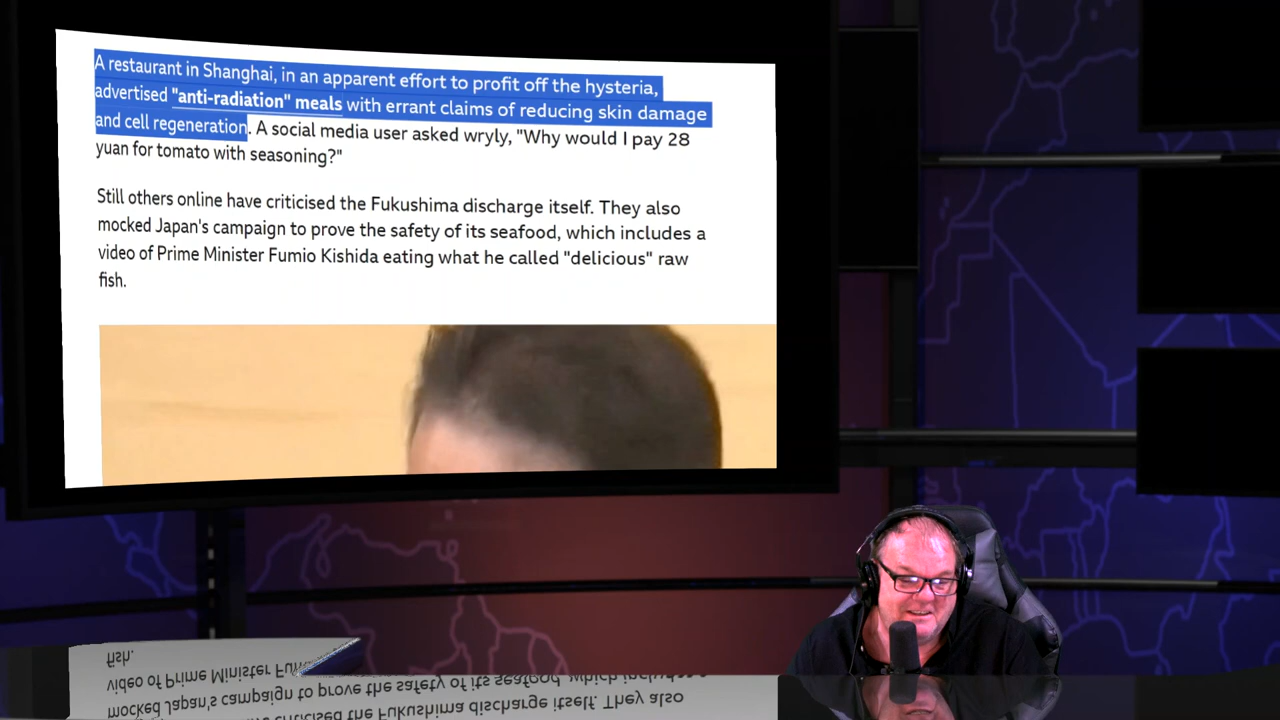 A restaurant in Shanghai, in an apparent effort to profit off the hysteria,
advertised "anti-radiation" meals with errant claims of reducing skin damage
and cell regeneration. A social media user asked wryly, "Why would I pay 28
yuan for tomato with seasoning?"
Still others online have criticised the Fukushima discharge itself. They also
mocked Japan's campaign to prove the safety of its seafood, which includes a
video of Prime Minister Fumio Kishida eating what he called "delicious" raw
fish.